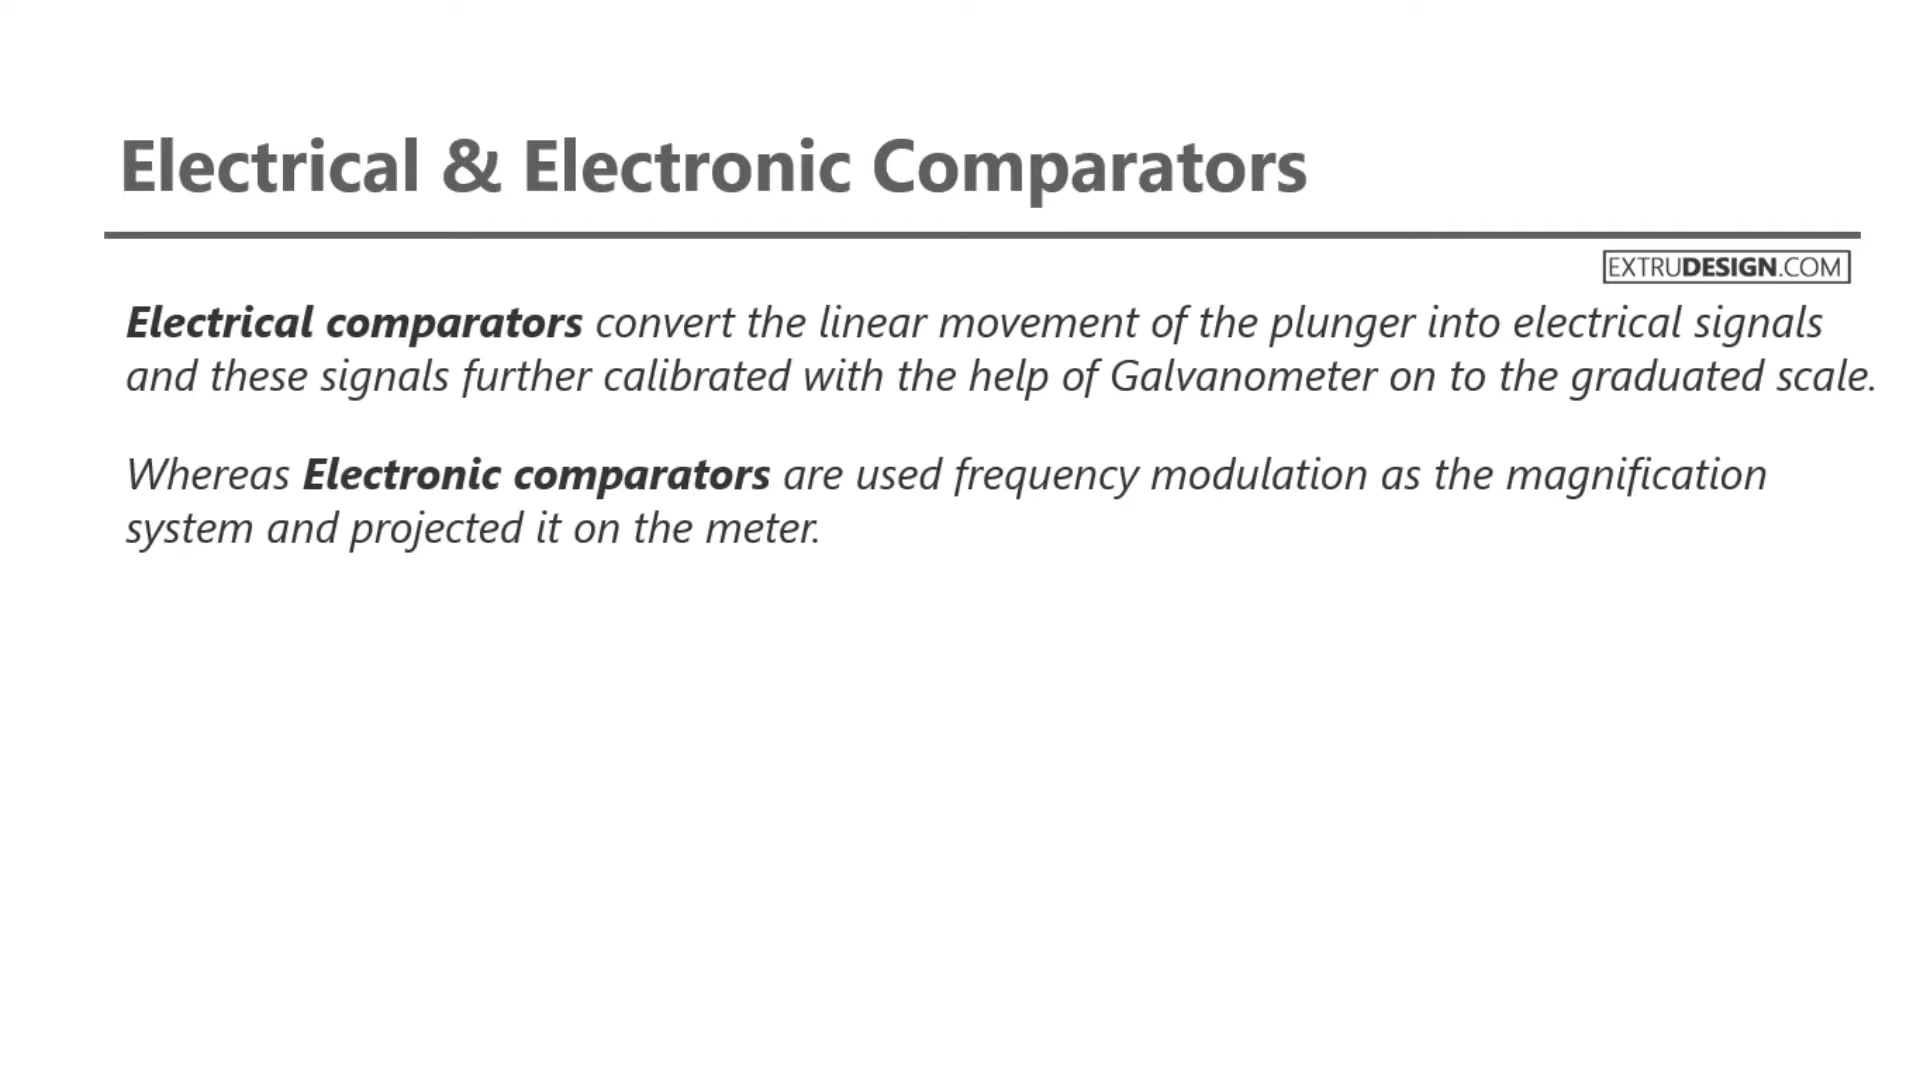 Electrical & Electronic Comparators
EXTRUDESIGN.COM
Electrical comparators convert the linear movement of the plunger into electrical signals
and these signals further calibrated with the help of Galvanometer on to the graduated scale.
Whereas Electronic comparators are used frequency modulation as the magnification
system and projected it on the meter.